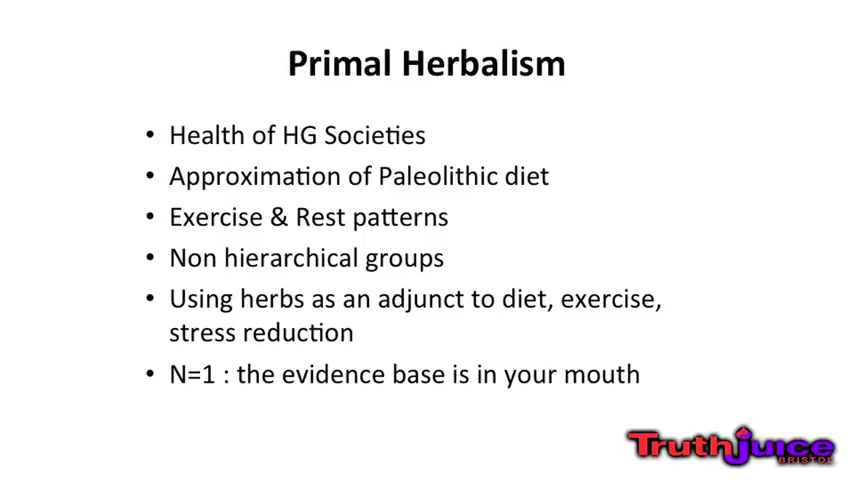 Primal Herbalism
• Health of HG Societies
• Approximation of Paleolithic diet
• Exercise & Rest patterns
• Non hierarchical groups
• Using herbs as an adjunct to diet, exercise,
stress reduction
• N=1 : the evidence base is in your mouth
Truthjuice
BRISTOL